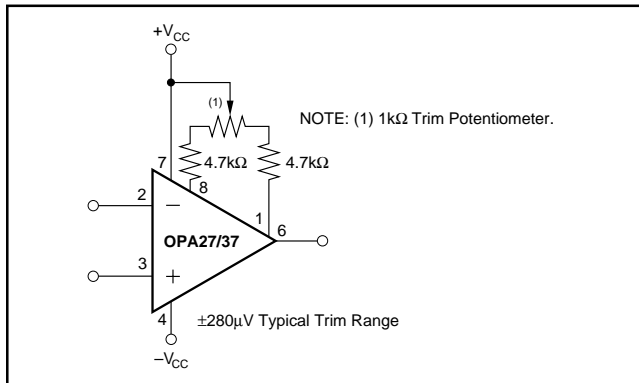 +VCC
(1)
NOTE: (1) 1kΩ Trim Potentiometer.
4.7kΩ
4.7kΩ
7
8
2
−
1
6
OPA27/37
3
+
4
±280µV Typical Trim Range
−VCC